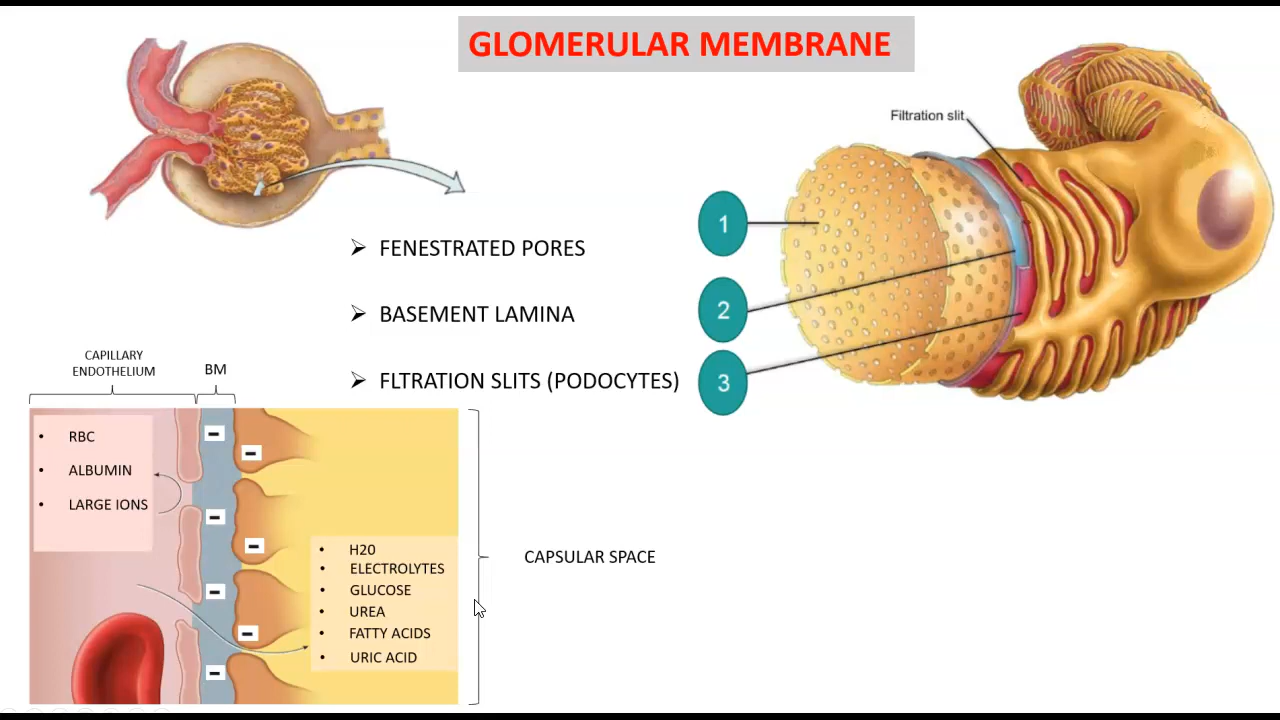 GLOMERULAR MEMBRANE
Filtration slit
1
2
3
➢ FENESTRATED PORES
➢ BASEMENT LAMINA
➢ FLTRATION SLITS (PODOCYTES)
CAPILLARY
ENDOTHELIUM
BM
• RBC
• ALBUMIN
• LARGE IONS
-
-
-
-
-
-
-
• H20
• ELECTROLYTES
• GLUCOSE
• UREA
• FATTY ACIDS
• URIC ACID
CAPSULAR SPACE